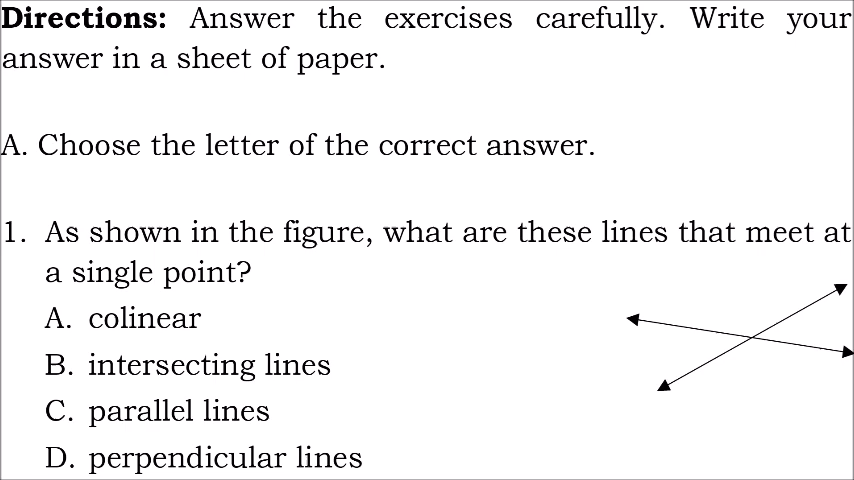 Directions: Answer the exercises carefully. Write your
answer in a sheet of paper.
A. Choose the letter of the correct answer.
1. As shown in the figure, what are these lines that meet at
a single point?
A. colinear
B. intersecting lines
C. parallel lines
D. perpendicular lines